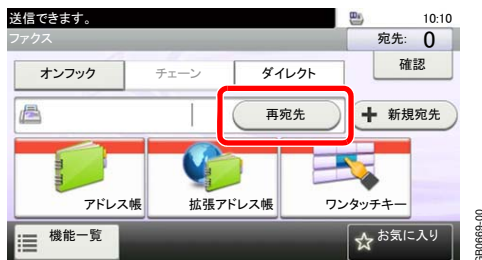 送信できます。 10:10
ファクス 宛先: 0
オンフック チェーン ダイレクト 確認
再宛先 新規宛先
アドレス帳 拡張アドレス帳 ワンタッチキー
機能一覧 お気に入り
GB0669-00